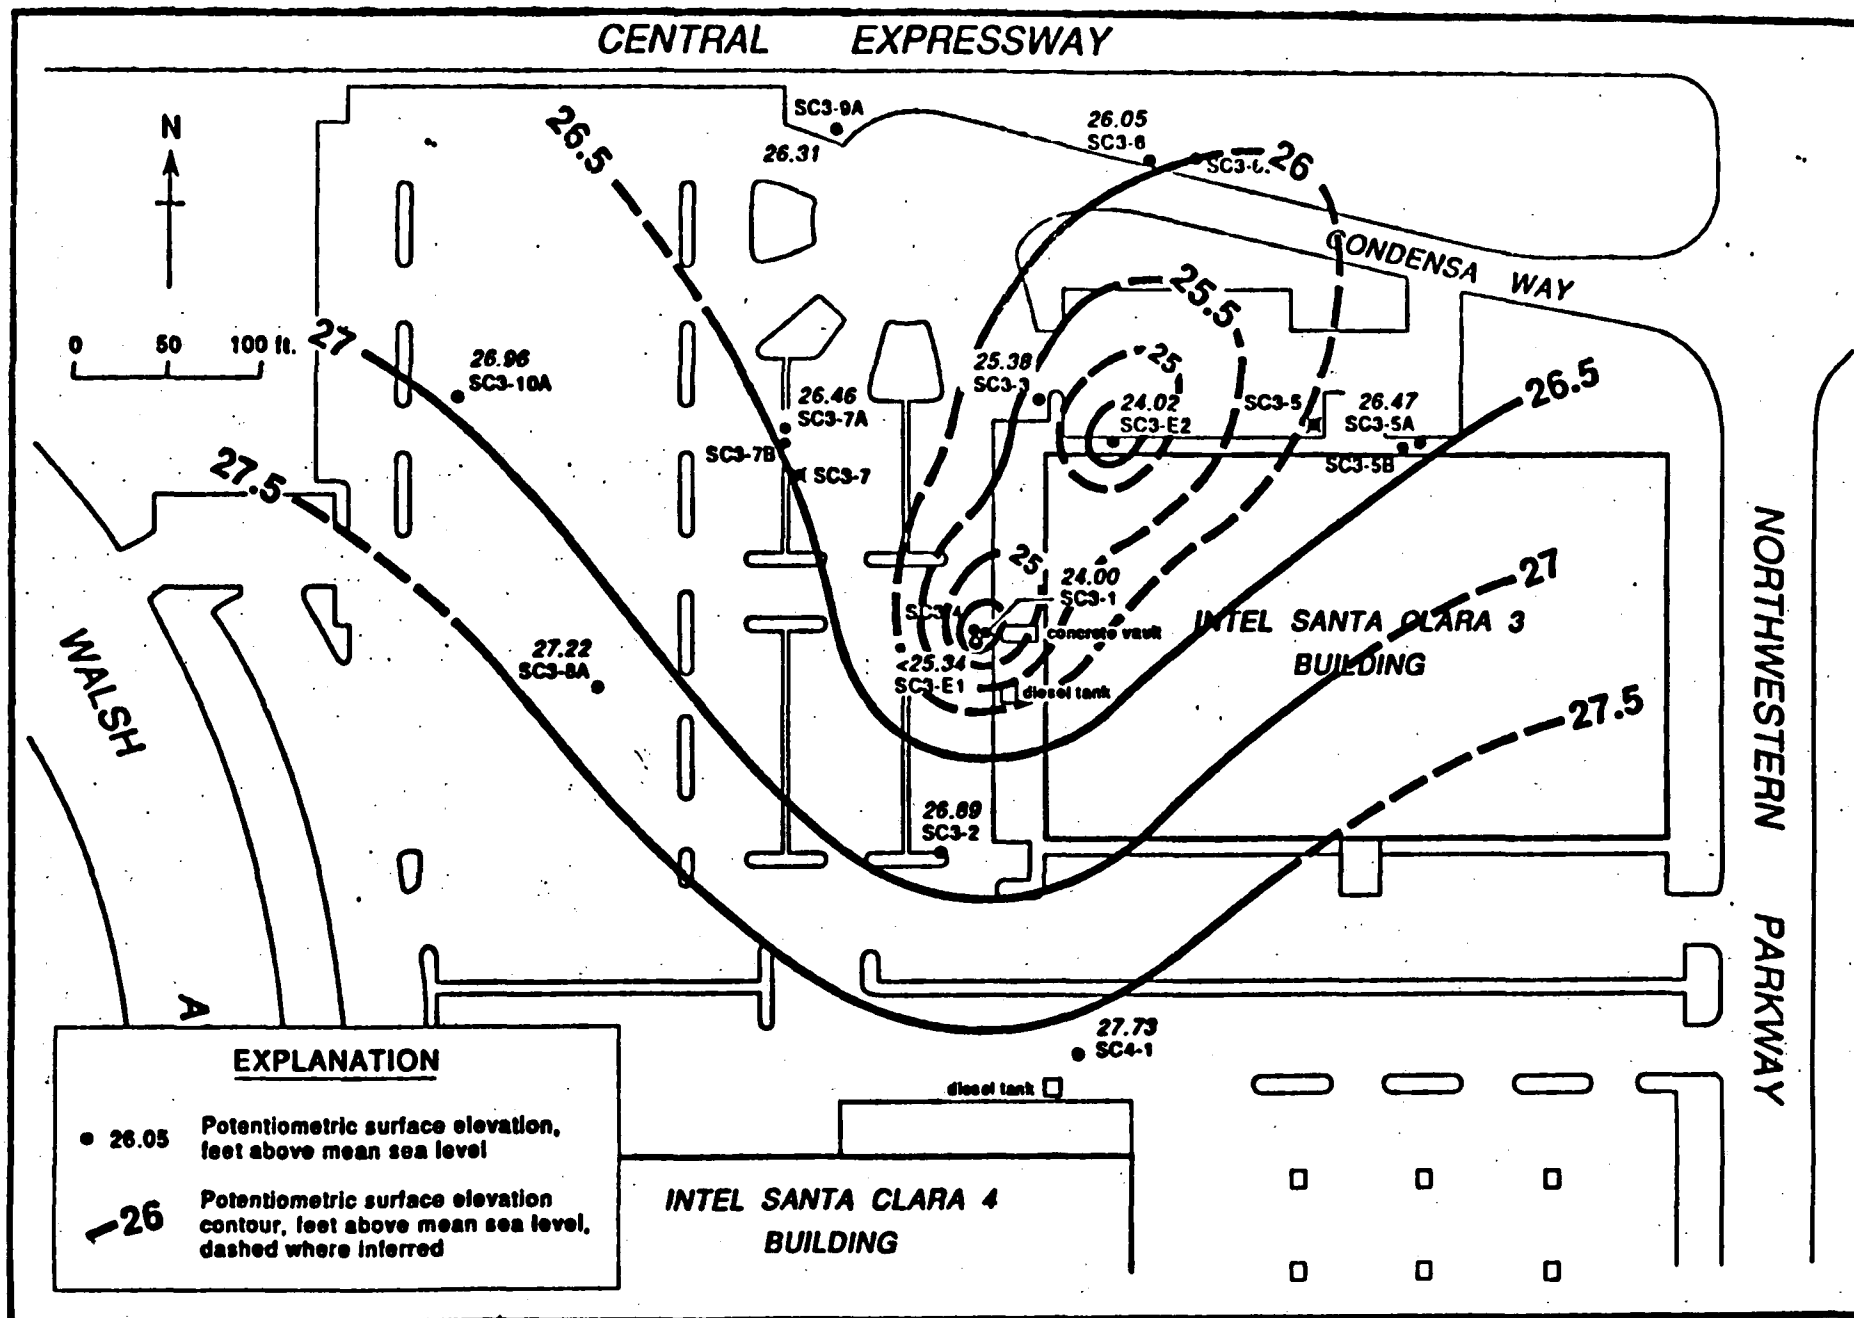 CENTRAL EXPRESSWAY
N
0 50 100 ft.
SC3-9A
26.31
26.05
SC3-6
26
26.5
CONDENSA WAY
25.5
27
26.96
SC3-10A
26.46
SC3-7A
SC3-7B
SC3-7
25.38
SC3-3
25
24.02
SC3-E2
SC3-5
26.47
SC3-5A
SC3-5B
26.5
27.5
25
24.00
SC3-1
concrete vault
27
INTEL SANTA CLARA 3
BUILDING
<25.34
SC3-E1
diesel tank
27.22
SC3-8A
27.5
WALSH
A
NORTHWESTERN PARKWAY
26.89
SC3-2
27.73
SC4-1
diesel tank
INTEL SANTA CLARA 4
BUILDING
EXPLANATION
26.05
Potentiometric surface elevation,
feet above mean sea level
26
Potentiometric surface elevation
contour, feet above mean sea level,
dashed where inferred